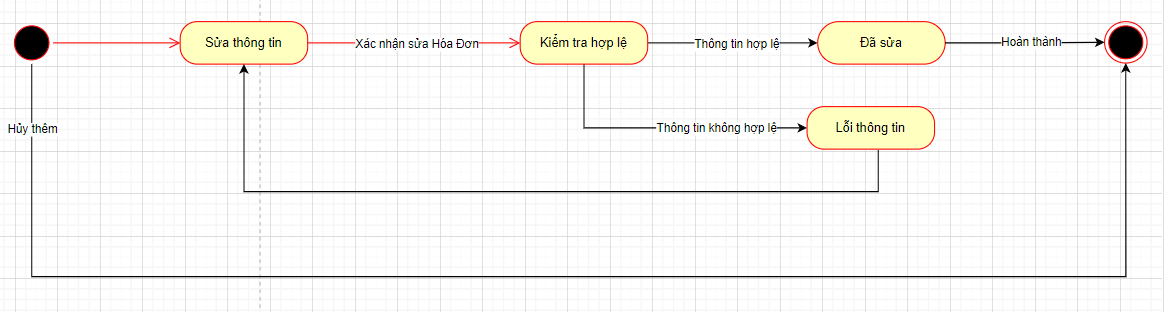 Sửa thông tin
Xác nhận sửa Hóa Đơn
Kiểm tra hợp lệ
Thông tin hợp lệ
Đã sửa
Hoàn thành
Hủy thêm
Thông tin không hợp lệ
Lỗi thông tin